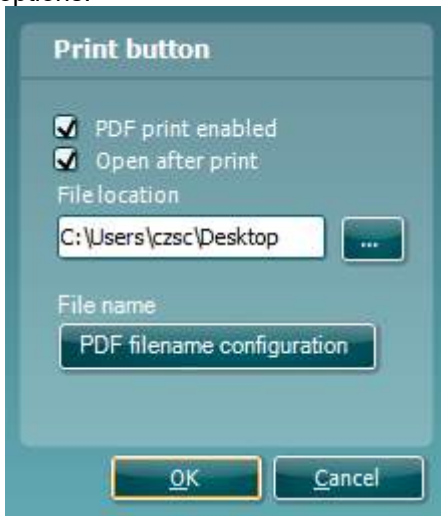 options.
Print button
PDF print enabled
Open after print
File location
C:\Users\czsc\Desktop ...
File name
PDF filename configuration
OK Cancel